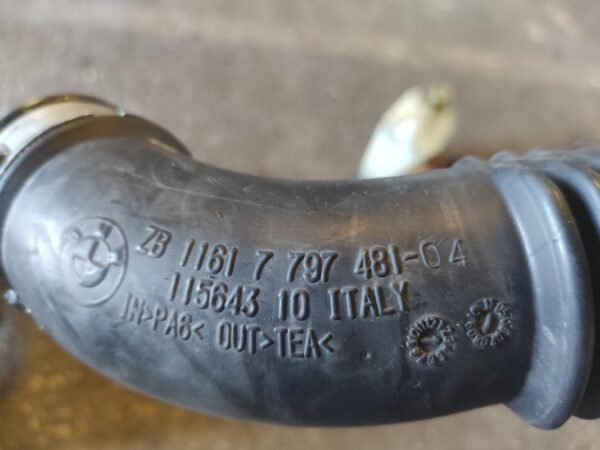 ZB 1161 7 797 481-04
115643 10 ITALY
IN>PA6< OUT>TEA<